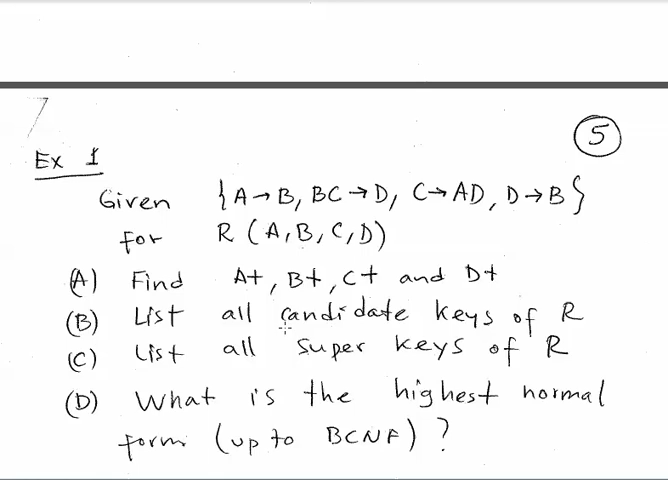 5
Ex 1
Given {A→B, BC→D, C→AD, D→B}
for R (A,B,C,D)
(A) Find A+, B+, C+ and D+
(B) List all candidate keys of R
(C) List all super keys of R
(D) What is the highest normal
form (up to BCNF)?